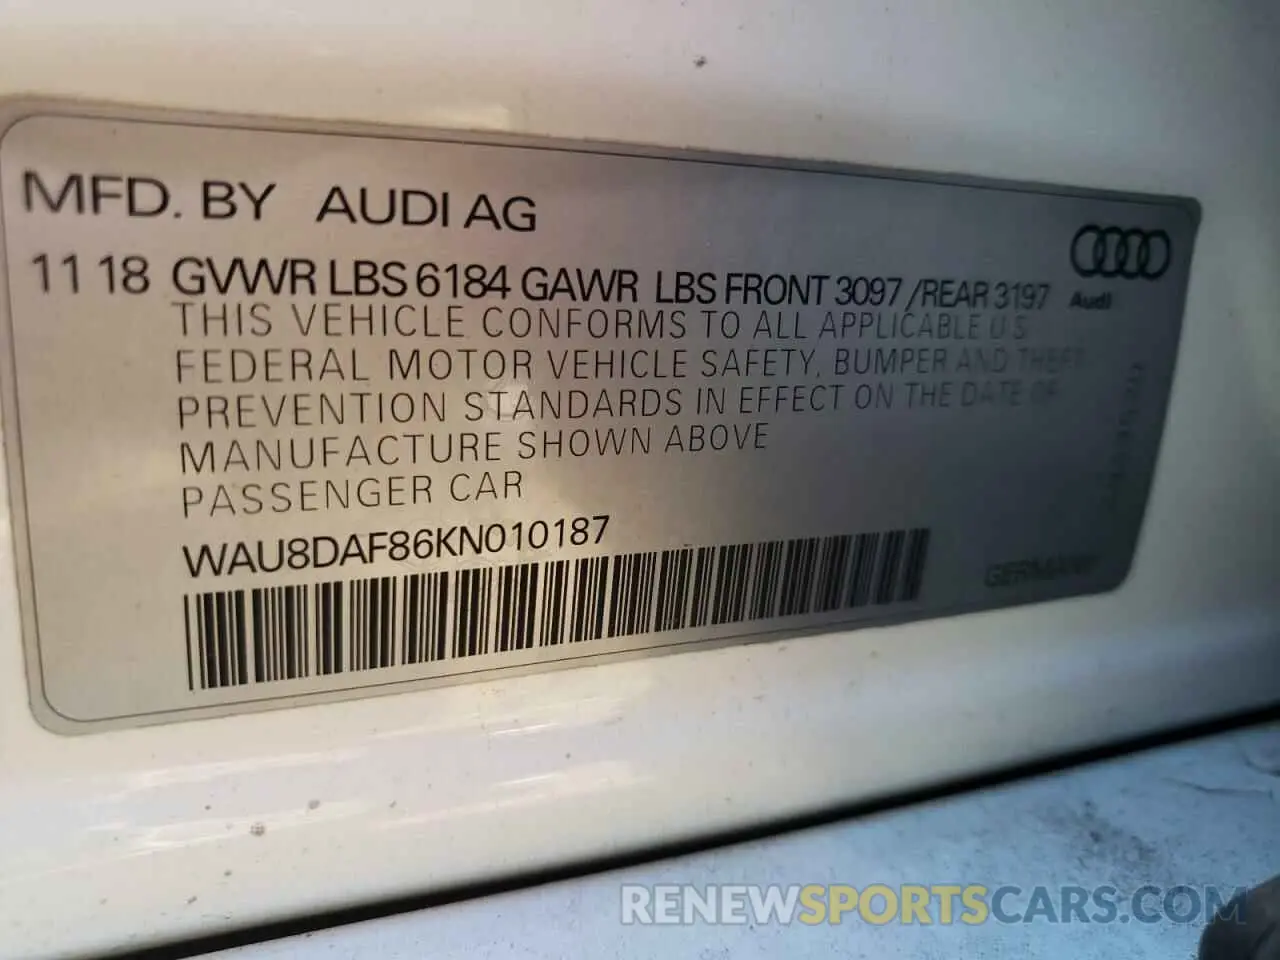 MFD. BY AUDI AG
11 18 GVWR LBS 6184 GAWR LBS FRONT 3097 /REAR 3197
Audi
THIS VEHICLE CONFORMS TO ALL APPLICABLE U.S.
FEDERAL MOTOR VEHICLE SAFETY, BUMPER AND THEFT
PREVENTION STANDARDS IN EFFECT ON THE DATE OF
MANUFACTURE SHOWN ABOVE
PASSENGER CAR
WAU8DAF86KN010187
GERMANY
RENEWSPORTSCARS.COM